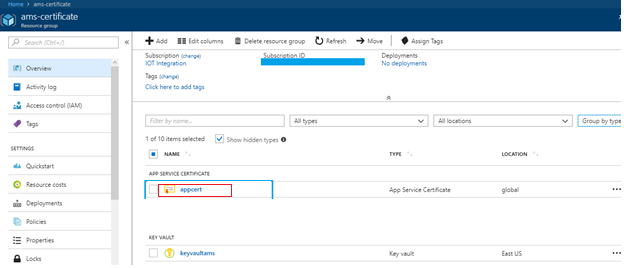 Home > ams-certificate
ams-certificate
Resource group
Search (Ctrl+/)
Overview
Activity log
Access control (IAM)
Tags
SETTINGS
Quickstart
Resource costs
Deployments
Policies
Properties
Locks
Add Edit columns Delete resource group Refresh Move Assign Tags
Subscription (change) Subscription ID Deployments
IOT Integration No deployments
Tags (change)
Click here to add tags
Filter by name... All types All locations Group by type
1 of 10 items selected Show hidden types
NAME TYPE LOCATION
APP SERVICE CERTIFICATE
appcert App Service Certificate global
KEY VAULT
keyvaultams Key vault East US